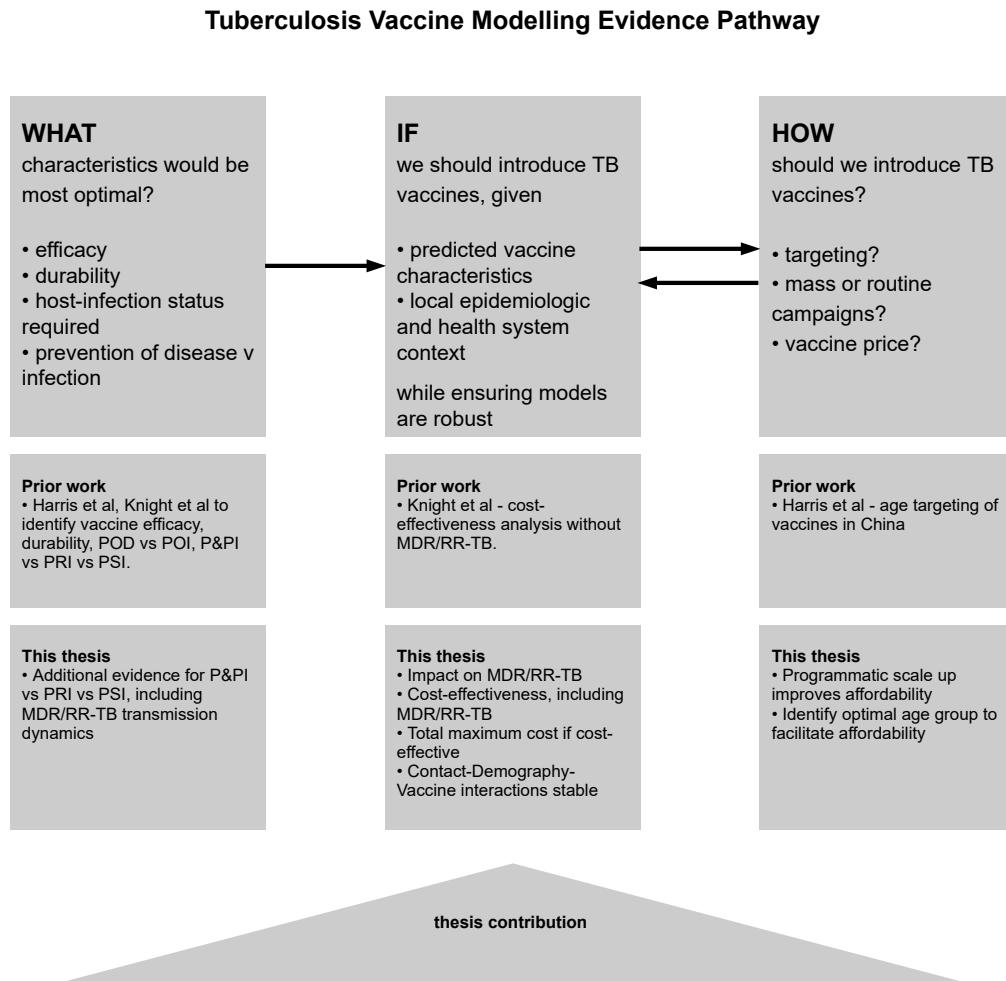 Tuberculosis Vaccine Modelling Evidence Pathway
WHAT
characteristics would be
most optimal?
• efficacy
• durability
• host-infection status
required
• prevention of disease v
infection
IF
we should introduce TB
vaccines, given
• predicted vaccine
characteristics
• local epidemiologic
and health system
context
while ensuring models
are robust
HOW
should we introduce TB
vaccines?
• targeting?
• mass or routine
campaigns?
• vaccine price?
Prior work
• Harris et al, Knight et al to
identify vaccine efficacy,
durability, POD vs POI, P&PI
vs PRI vs PSI.
Prior work
• Knight et al - cost-
effectiveness analysis without
MDR/RR-TB.
Prior work
• Harris et al - age targeting of
vaccines in China
This thesis
• Additional evidence for P&PI
vs PRI vs PSI, including
MDR/RR-TB transmission
dynamics
This thesis
• Impact on MDR/RR-TB
• Cost-effectiveness, including
MDR/RR-TB
• Total maximum cost if cost-
effective
• Contact-Demography-
Vaccine interactions stable
This thesis
• Programmatic scale up
improves affordability
• Identify optimal age group to
facilitate affordability
thesis contribution